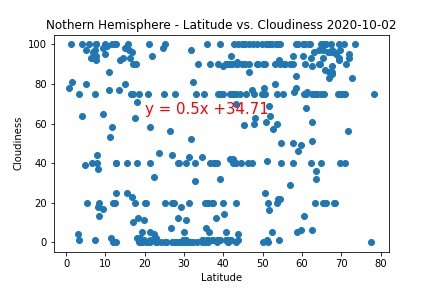 Nothern Hemisphere - Latitude vs. Cloudiness 2020-10-02
100
80
y = 0.5x +34.71
60
Cloudiness
40
20
0
0 10 20 30 40 50 60 70 80
Latitude